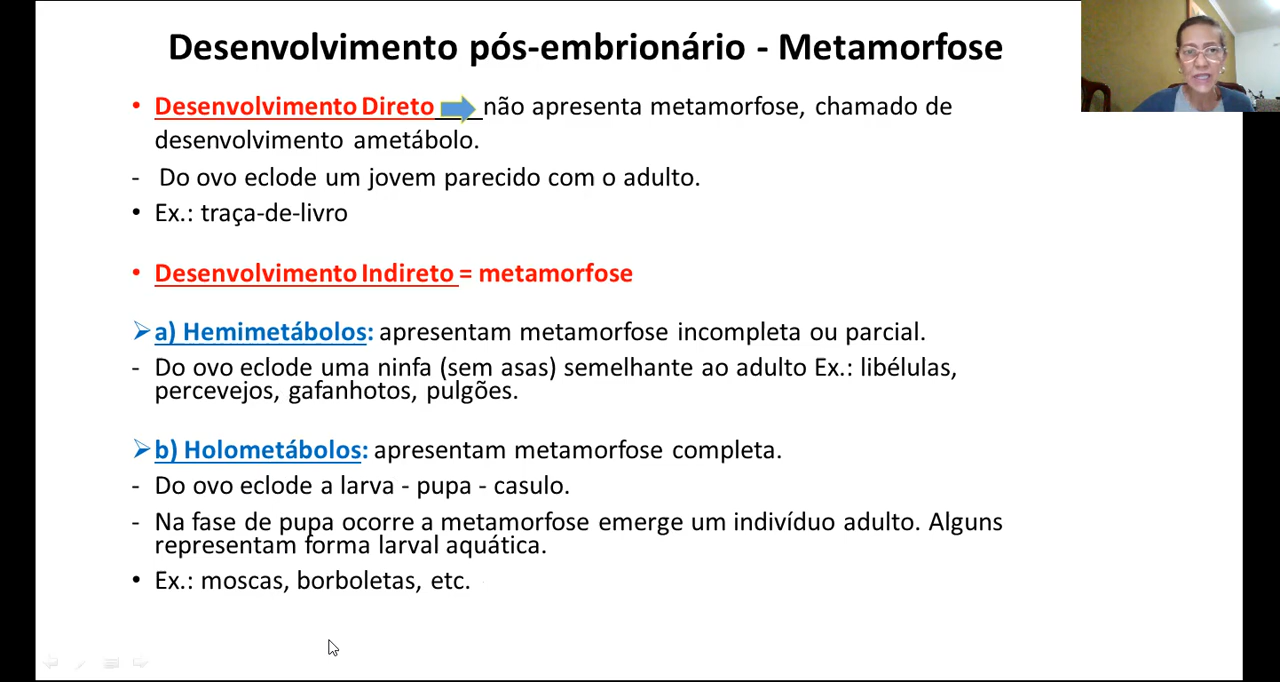 Desenvolvimento pós-embrionário - Metamorfose
• Desenvolvimento Direto não apresenta metamorfose, chamado de
desenvolvimento ametábolo.
- Do ovo eclode um jovem parecido com o adulto.
• Ex.: traça-de-livro
• Desenvolvimento Indireto = metamorfose
a) Hemimetábolos: apresentam metamorfose incompleta ou parcial.
- Do ovo eclode uma ninfa (sem asas) semelhante ao adulto Ex.: libélulas,
percevejos, gafanhotos, pulgões.
b) Holometábolos: apresentam metamorfose completa.
- Do ovo eclode a larva - pupa - casulo.
- Na fase de pupa ocorre a metamorfose emerge um indivíduo adulto. Alguns
representam forma larval aquática.
• Ex.: moscas, borboletas, etc.